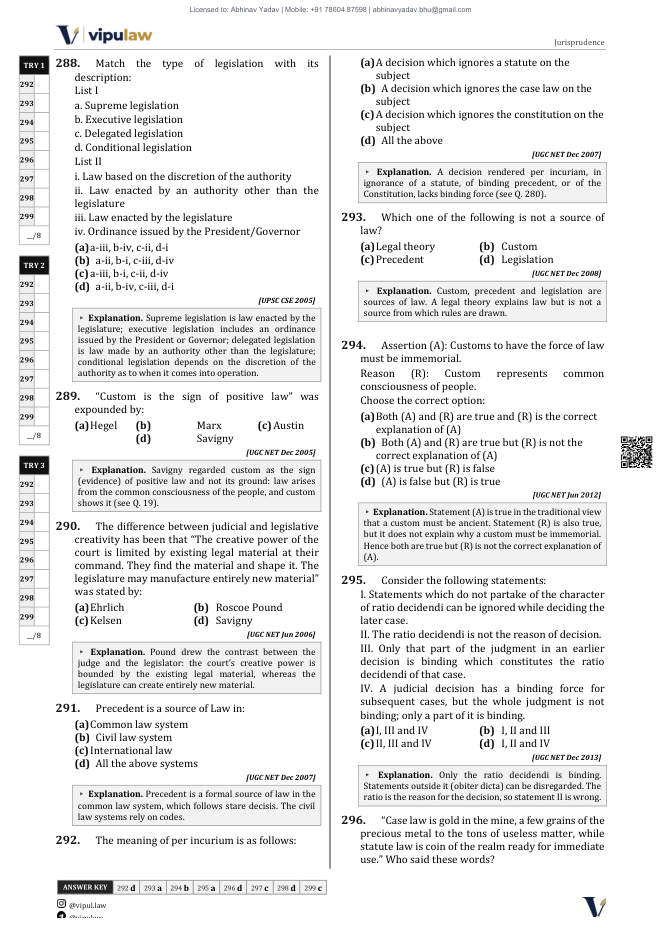 Licensed to: Abhinav Yadav | Mobile: +91 78604 87598 | abhinavyadav.bhu@gmail.com
vipulaw
Jurisprudence
TRY 1
292
293
294
295
296
297
298
299
__/8
TRY 2
292
293
294
295
296
297
298
299
__/8
TRY 3
292
293
294
295
296
297
298
299
__/8
288. Match the type of legislation with its
description:
List I
a. Supreme legislation
b. Executive legislation
c. Delegated legislation
d. Conditional legislation
List II
i. Law based on the discretion of the authority
ii. Law enacted by an authority other than the
legislature
iii. Law enacted by the legislature
iv. Ordinance issued by the President/Governor
(a) a-iii, b-iv, c-ii, d-i
(b) a-ii, b-i, c-iii, d-iv
(c) a-iii, b-i, c-ii, d-iv
(d) a-ii, b-iv, c-iii, d-i
[UPSC CSE 2005]
‣ Explanation. Supreme legislation is law enacted by the
legislature; executive legislation includes an ordinance
issued by the President or Governor; delegated legislation
is law made by an authority other than the legislature;
conditional legislation depends on the discretion of the
authority as to when it comes into operation.
289. “Custom is the sign of positive law” was
expounded by:
(a) Hegel (b) Marx (c) Austin
(d) Savigny
[UGC NET Dec 2005]
‣ Explanation. Savigny regarded custom as the sign
(evidence) of positive law and not its ground: law arises
from the common consciousness of the people, and custom
shows it (see Q. 19).
290. The difference between judicial and legislative
creativity has been that “The creative power of the
court is limited by existing legal material at their
command. They find the material and shape it. The
legislature may manufacture entirely new material”
was stated by:
(a) Ehrlich (b) Roscoe Pound
(c) Kelsen (d) Savigny
[UGC NET Jun 2006]
‣ Explanation. Pound drew the contrast between the
judge and the legislator: the court’s creative power is
bounded by the existing legal material, whereas the
legislature can create entirely new material.
291. Precedent is a source of Law in:
(a) Common law system
(b) Civil law system
(c) International law
(d) All the above systems
[UGC NET Dec 2007]
‣ Explanation. Precedent is a formal source of law in the
common law system, which follows stare decisis. The civil
law systems rely on codes.
292. The meaning of per incurium is as follows:
(a) A decision which ignores a statute on the
subject
(b) A decision which ignores the case law on the
subject
(c) A decision which ignores the constitution on the
subject
(d) All the above
[UGC NET Dec 2007]
‣ Explanation. A decision rendered per incurium, in
ignorance of a statute, of binding precedent, or of the
Constitution, lacks binding force (see Q. 280).
293. Which one of the following is not a source of
law?
(a) Legal theory (b) Custom
(c) Precedent (d) Legislation
[UGC NET Dec 2008]
‣ Explanation. Custom, precedent and legislation are
sources of law. A legal theory explains law but is not a
source from which rules are drawn.
294. Assertion (A): Customs to have the force of law
must be immemorial.
Reason (R): Custom represents common
consciousness of people.
Choose the correct option:
(a) Both (A) and (R) are true and (R) is the correct
explanation of (A)
(b) Both (A) and (R) are true but (R) is not the
correct explanation of (A)
(c) (A) is true but (R) is false
(d) (A) is false but (R) is true
[UGC NET Jun 2012]
‣ Explanation. Statement (A) is true in the traditional view
that a custom must be ancient. Statement (R) is also true,
but it does not explain why a custom must be immemorial.
Hence both are true but (R) is not the correct explanation of
(A).
295. Consider the following statements:
I. Statements which do not partake of the character
of ratio decidendi can be ignored while deciding the
later case.
II. The ratio decidendi is not the reason of decision.
III. Only that part of the judgment in an earlier
decision is binding which constitutes the ratio
decidendi of that case.
IV. A judicial decision has a binding force for
subsequent cases, but the whole judgment is not
binding; only a part of it is binding.
(a) I, III and IV (b) I, II and III
(c) II, III and IV (d) I, II and IV
[UGC NET Dec 2013]
‣ Explanation. Only the ratio decidendi is binding.
Statements outside it (obiter dicta) can be disregarded. The
ratio is the reason for the decision, so statement II is wrong.
296. “Case law is gold in the mine, a few grains of the
precious metal to the tons of useless matter, while
statute law is coin of the realm ready for immediate
use.” Who said these words?
ANSWER KEY 292 d 293 a 294 b 295 a 296 d 297 c 298 d 299 c
@vipul.law